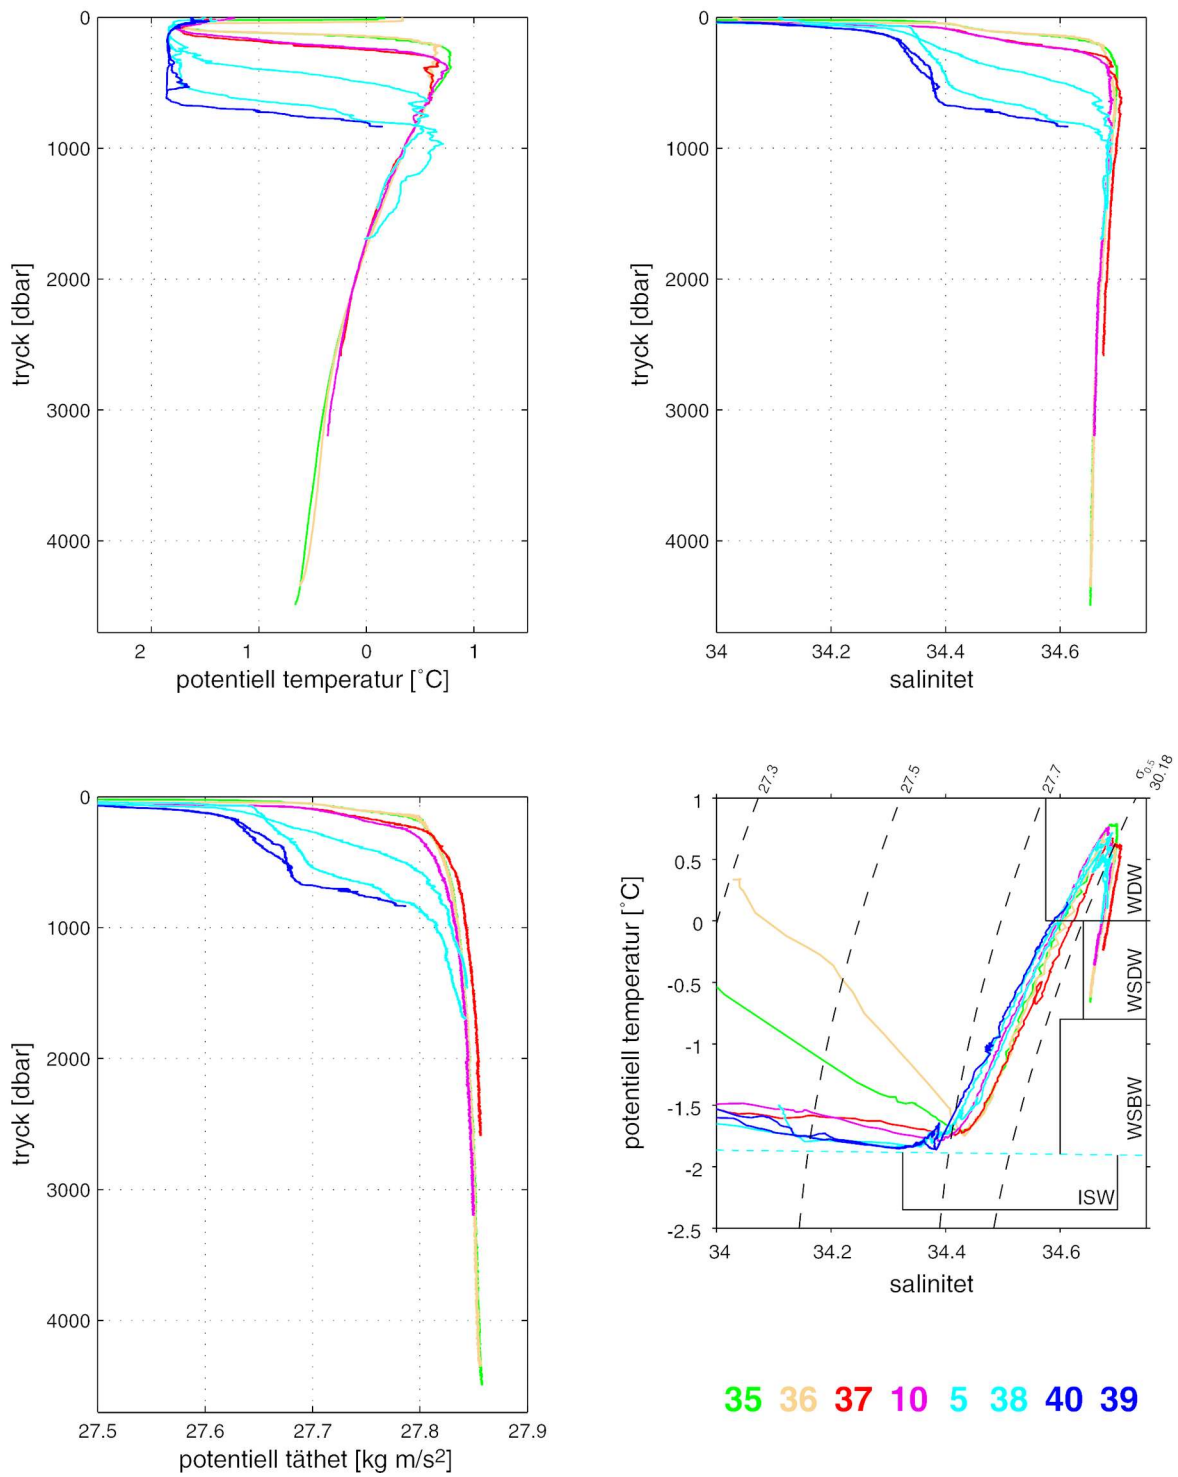 0
1000
2000
3000
4000
tryck [dbar]
2 1 0 1
potentiell temperatur [˚C]
0
1000
2000
3000
4000
tryck [dbar]
34 34.2 34.4 34.6
salinitet
0
1000
2000
3000
4000
tryck [dbar]
27.5 27.6 27.7 27.8 27.9
potentiell täthet [kg m/s²]
27.3 27.5 27.7 σ0.5 30.18
1
0.5
0
-0.5
-1
-1.5
-2
-2.5
potentiell temperatur [˚C]
WDW
WSDW
WSBW
ISW
34 34.2 34.4 34.6
salinitet
35 36 37 10 5 38 40 39